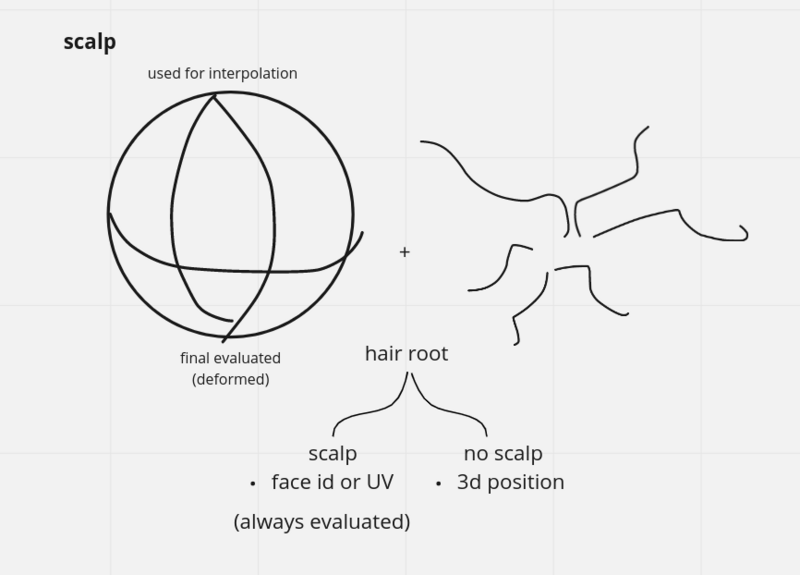 scalp
used for interpolation
+
final evaluated
(deformed)
hair root
scalp
• face id or UV
(always evaluated)
no scalp
• 3d position